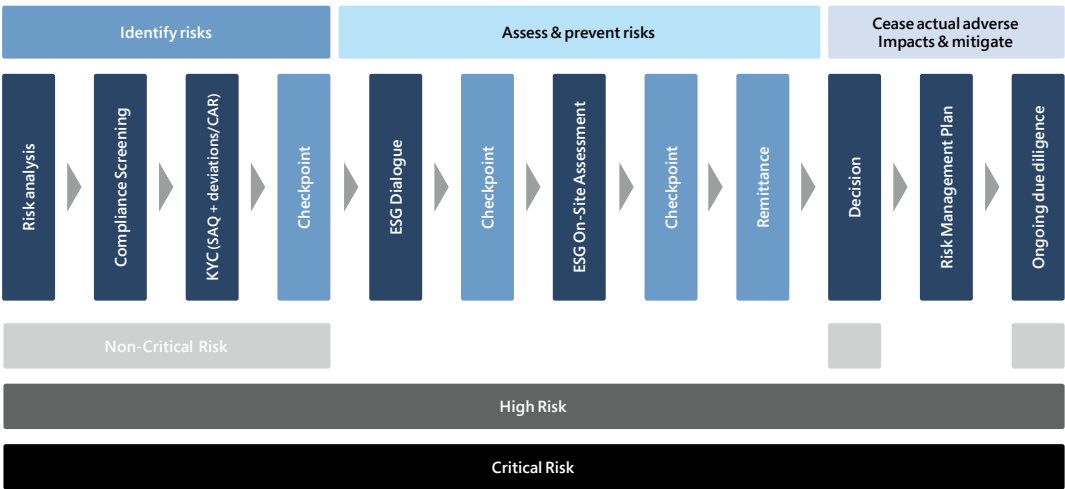 Identify risks
Assess & prevent risks
Cease actual adverse
Impacts & mitigate
Risk analysis
Compliance Screening
KYC (SAQ + deviations/CAR)
Checkpoint
ESG Dialogue
Checkpoint
ESG On-Site Assessment
Checkpoint
Remittance
Decision
Risk Management Plan
Ongoing due diligence
Non-Critical Risk
High Risk
Critical Risk